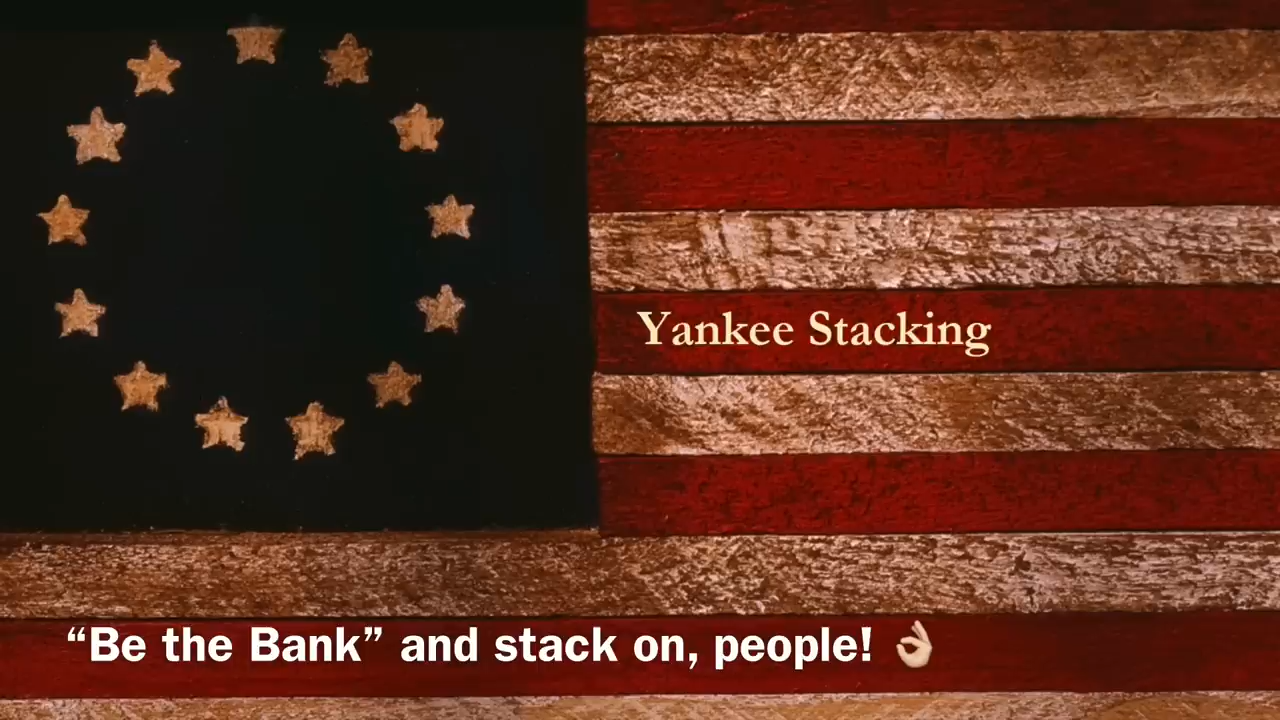 Yankee Stacking
“Be the Bank” and stack on, people! 👌🏼